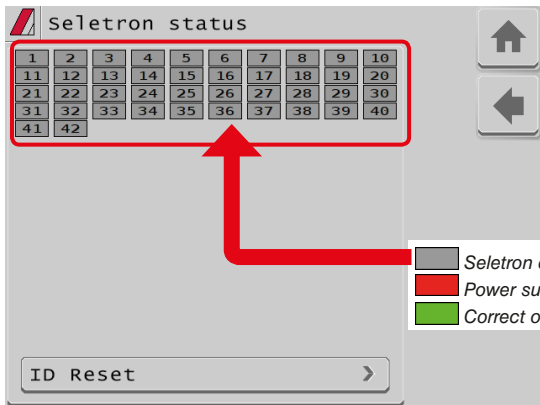 Seletron status
1 2 3 4 5 6 7 8 9 10
11 12 13 14 15 16 17 18 19 20
21 22 23 24 25 26 27 28 29 30
31 32 33 34 35 36 37 38 39 40
41 42
Seletron
Power
Correct
ID Reset